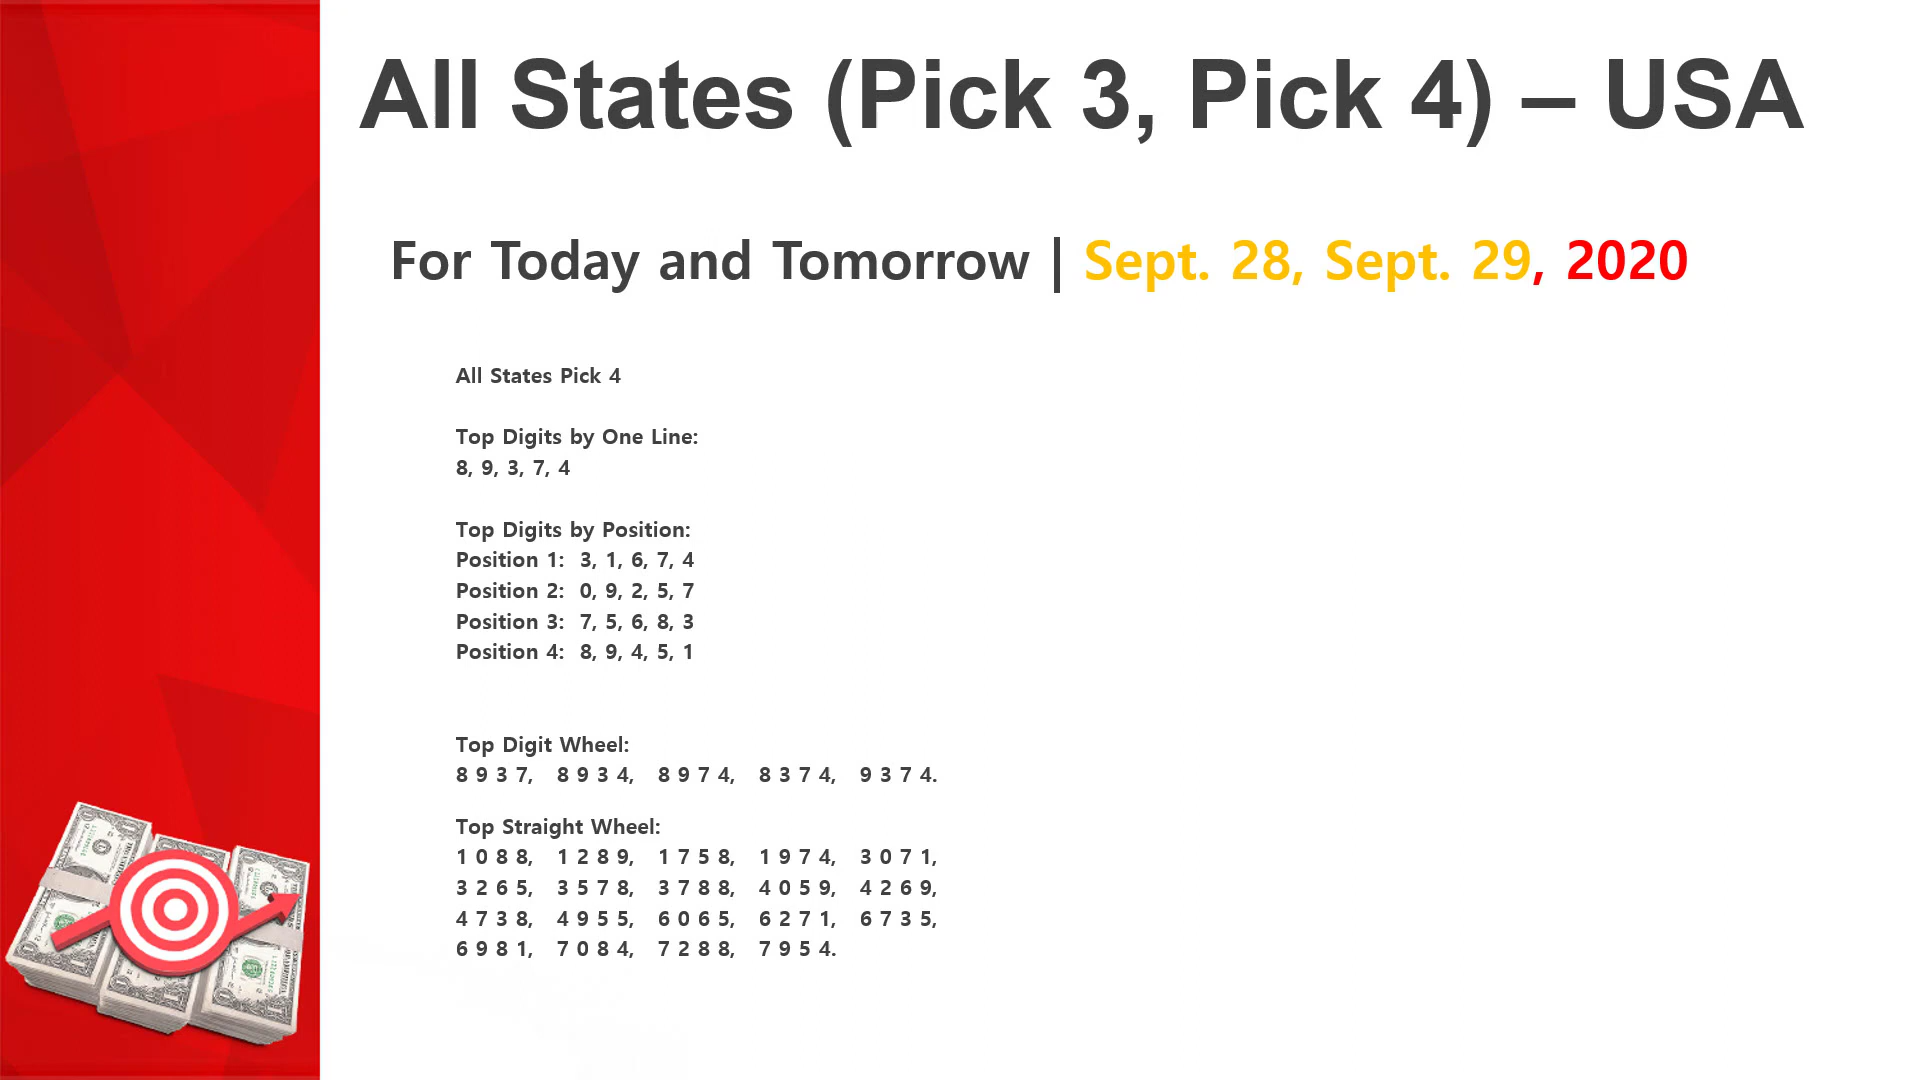 All States (Pick 3, Pick 4) – USA
For Today and Tomorrow | Sept. 28, Sept. 29, 2020
All States Pick 4
Top Digits by One Line:
8, 9, 3, 7, 4
Top Digits by Position:
Position 1:  3, 1, 6, 7, 4
Position 2:  0, 9, 2, 5, 7
Position 3:  7, 5, 6, 8, 3
Position 4:  8, 9, 4, 5, 1
Top Digit Wheel:
8 9 3 7,   8 9 3 4,   8 9 7 4,   8 3 7 4,   9 3 7 4.
Top Straight Wheel:
1 0 8 8,   1 2 8 9,   1 7 5 8,   1 9 7 4,   3 0 7 1,
3 2 6 5,   3 5 7 8,   3 7 8 8,   4 0 5 9,   4 2 6 9,
4 7 3 8,   4 9 5 5,   6 0 6 5,   6 2 7 1,   6 7 3 5,
6 9 8 1,   7 0 8 4,   7 2 8 8,   7 9 5 4.